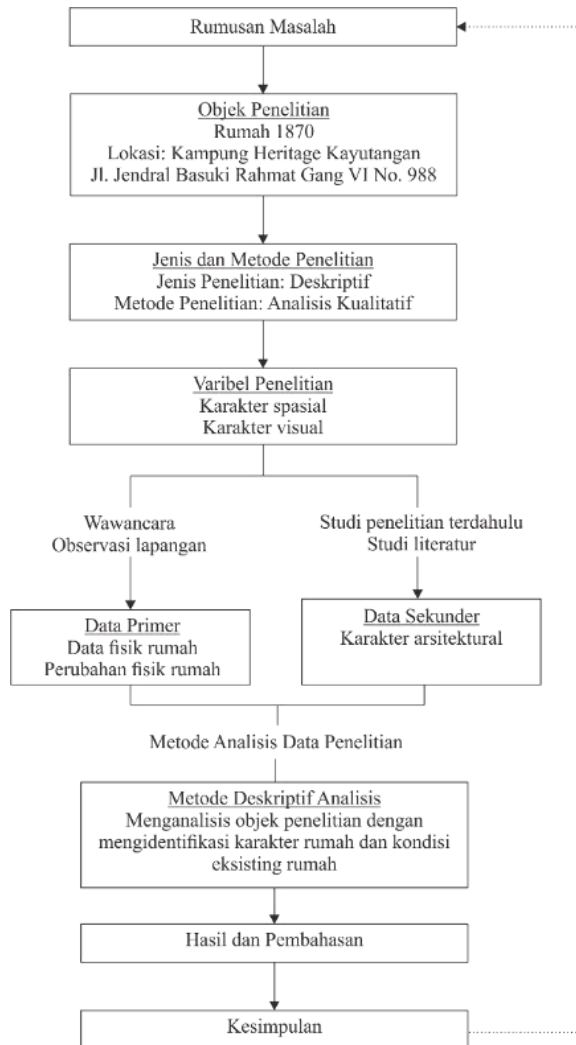 Rumusan Masalah
Objek Penelitian
Rumah 1870
Lokasi: Kampung Heritage Kayutangan
Jl. Jendral Basuki Rahmat Gang VI No. 988
Jenis dan Metode Penelitian
Jenis Penelitian: Deskriptif
Metode Penelitian: Analisis Kualitatif
Varibel Penelitian
Karakter spasial
Karakter visual
Wawancara
Observasi lapangan
Studi penelitian terdahulu
Studi literatur
Data Primer
Data fisik rumah
Perubahan fisik rumah
Data Sekunder
Karakter arsitektural
Metode Analisis Data Penelitian
Metode Deskriptif Analisis
Menganalisis objek penelitian dengan
mengidentifikasi karakter rumah dan kondisi
eksisting rumah
Hasil dan Pembahasan
Kesimpulan